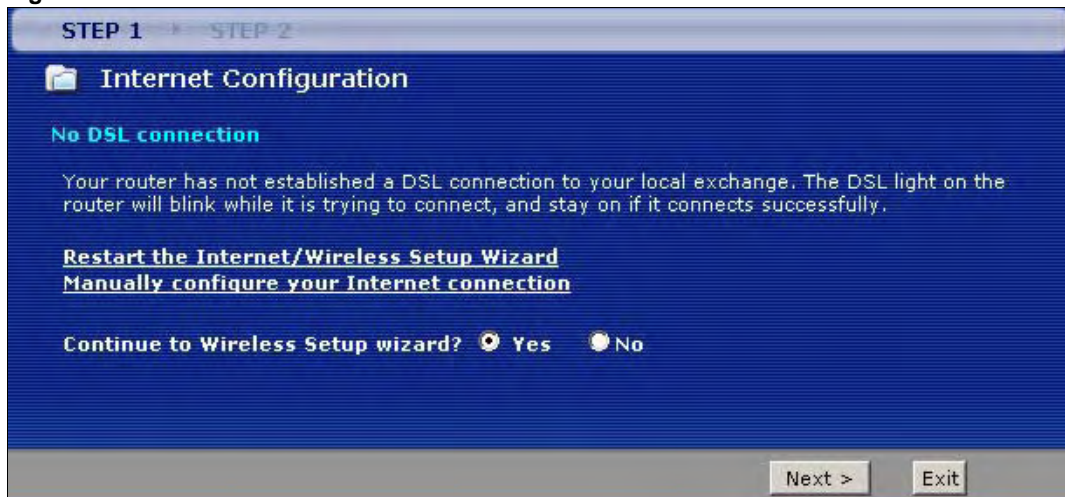 STEP 1 STEP 2
Internet Configuration
No DSL connection
Your router has not established a DSL connection to your local exchange. The DSL light on the
router will blink while it is trying to connect, and stay on if it connects successfully.
Restart the Internet/Wireless Setup Wizard
Manually configure your Internet connection
Continue to Wireless Setup wizard? Yes No
Next > Exit